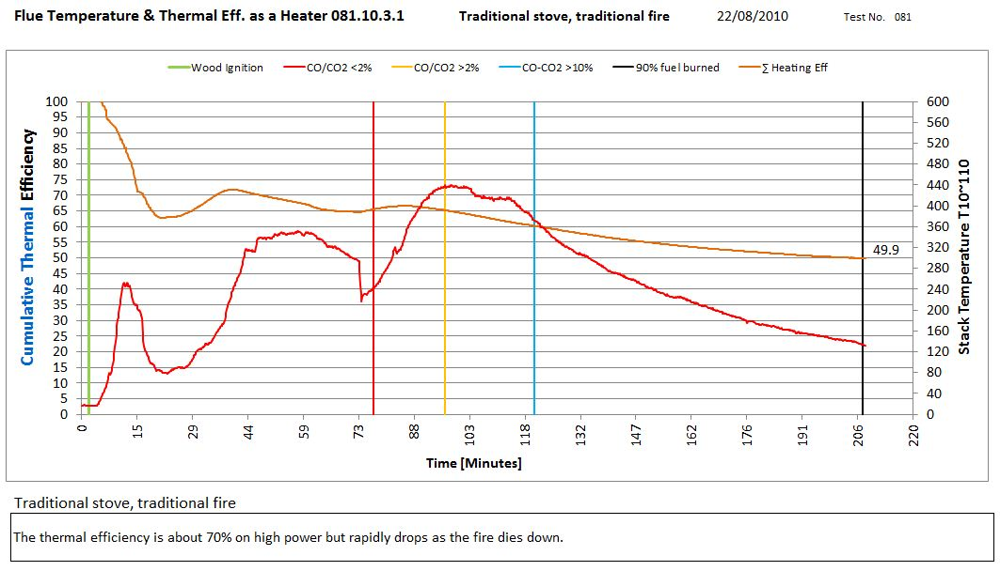 Flue Temperature & Thermal Eff. as a Heater 081.10.3.1 Traditional stove, traditional fire 22/08/2010 Test No. 081
Wood Ignition CO/CO2 <2% CO/CO2 >2% CO-CO2 >10% 90% fuel burned ∑ Heating Eff
100 600
95 560
90 520
85 480
80 440
75 400
70 360
65 320
60 280
55 240
50 200
45 160
40 120
35 80
30 40
25 0
20
15
10
5
0
Cumulative Thermal Efficiency
Stack Temperature T10~110
49.9
0 15 29 44 59 73 88 103 118 132 147 162 176 191 206 220
Time [Minutes]
Traditional stove, traditional fire
The thermal efficiency is about 70% on high power but rapidly drops as the fire dies down.